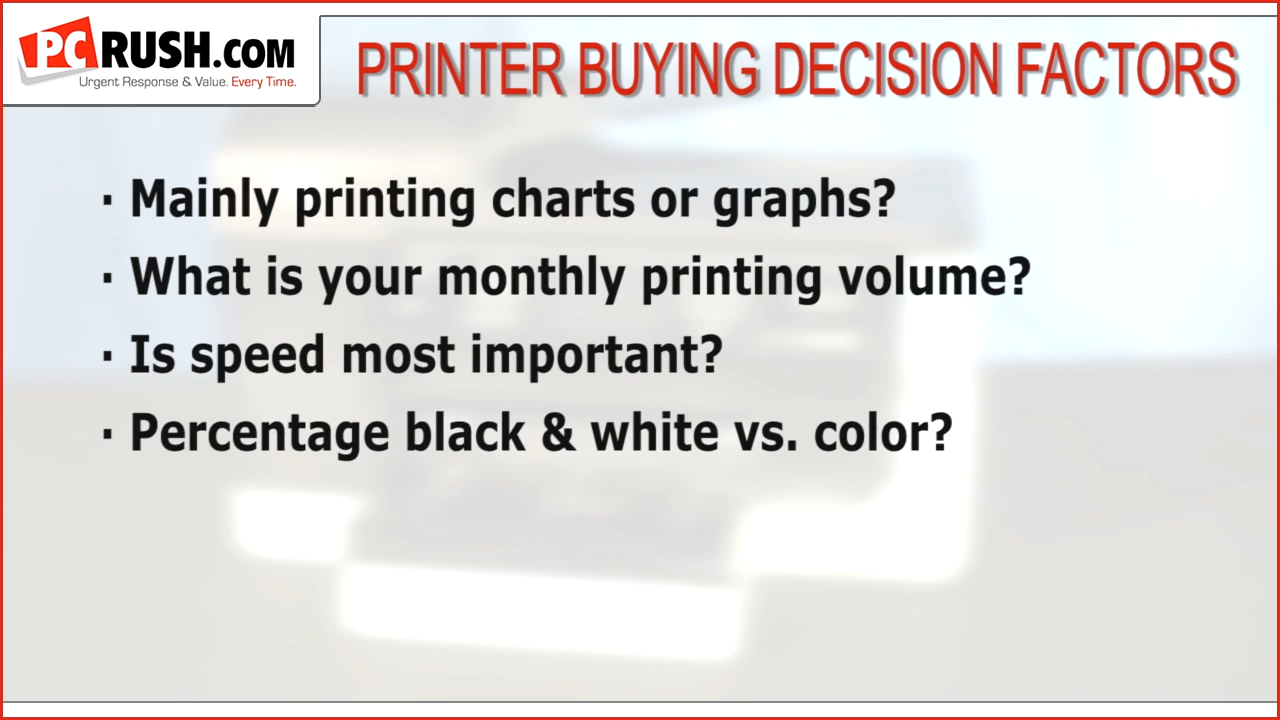 PCRUSH.COM
Urgent Response & Value. Every Time.
PRINTER BUYING DECISION FACTORS
· Mainly printing charts or graphs?
· What is your monthly printing volume?
· Is speed most important?
· Percentage black & white vs. color?